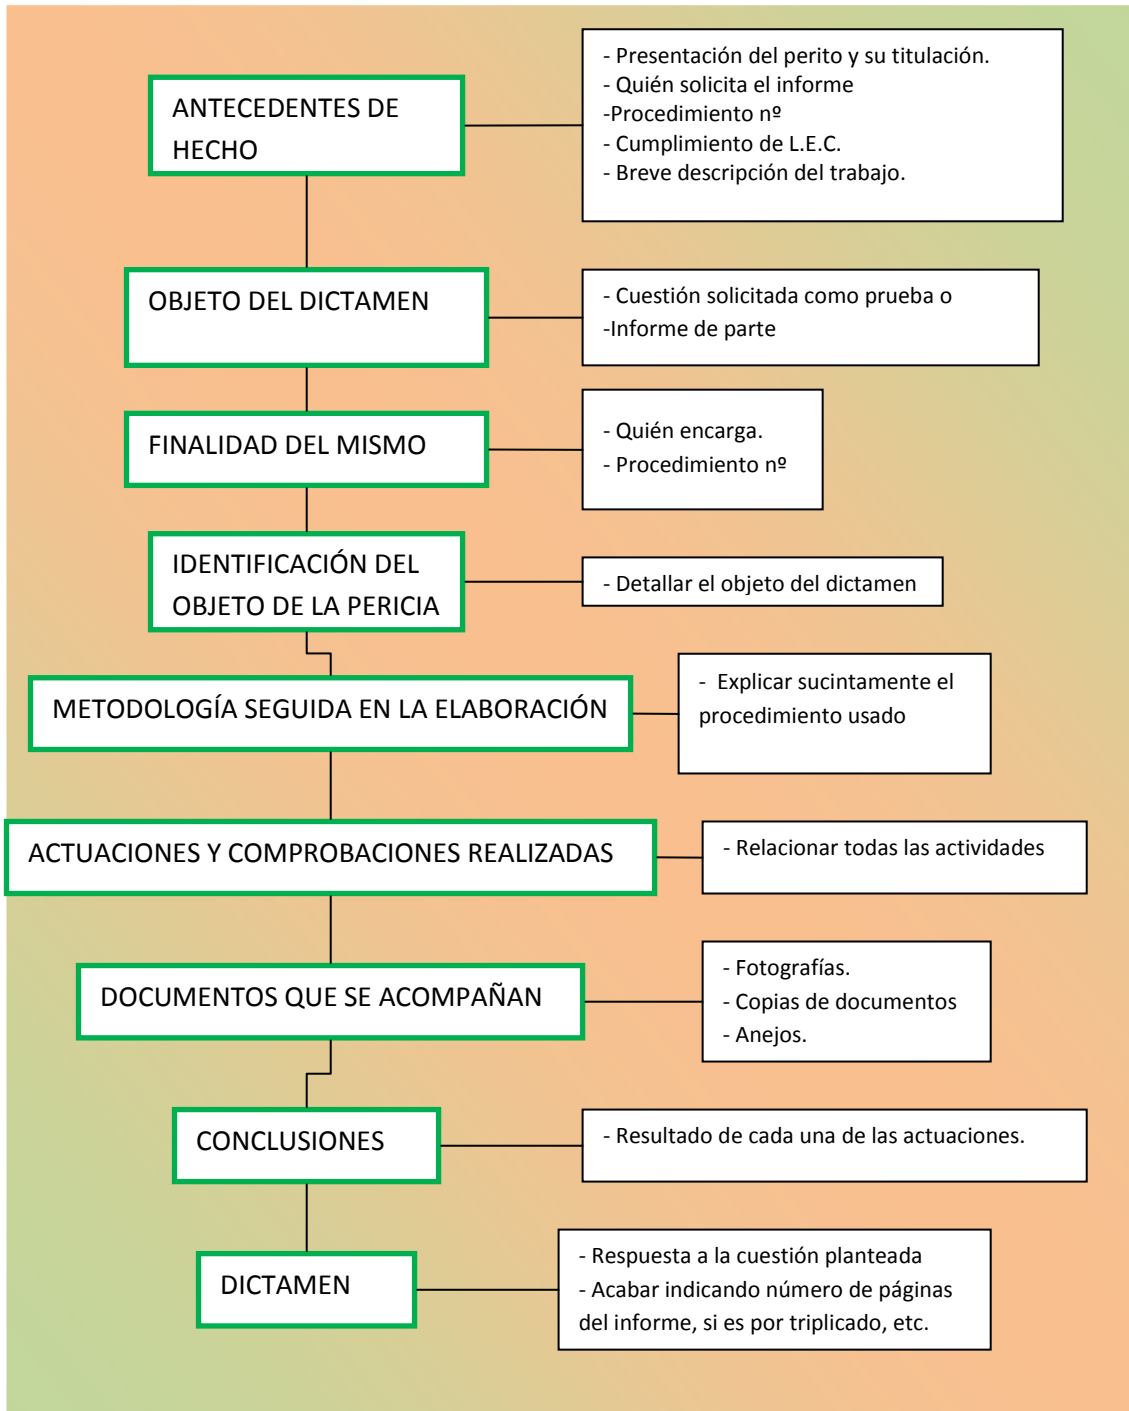 ANTECEDENTES DE
HECHO
- Presentación del perito y su titulación.
- Quién solicita el informe
-Procedimiento nº
- Cumplimiento de L.E.C.
- Breve descripción del trabajo.
OBJETO DEL DICTAMEN
- Cuestión solicitada como prueba o
-Informe de parte
FINALIDAD DEL MISMO
- Quién encarga.
- Procedimiento nº
IDENTIFICACIÓN DEL
OBJETO DE LA PERICIA
- Detallar el objeto del dictamen
METODOLOGÍA SEGUIDA EN LA ELABORACIÓN
- Explicar sucintamente el
procedimiento usado
ACTUACIONES Y COMPROBACIONES REALIZADAS
- Relacionar todas las actividades
DOCUMENTOS QUE SE ACOMPAÑAN
- Fotografías.
- Copias de documentos
- Anejos.
CONCLUSIONES
- Resultado de cada una de las actuaciones.
DICTAMEN
- Respuesta a la cuestión planteada
- Acabar indicando número de páginas
del informe, si es por triplicado, etc.